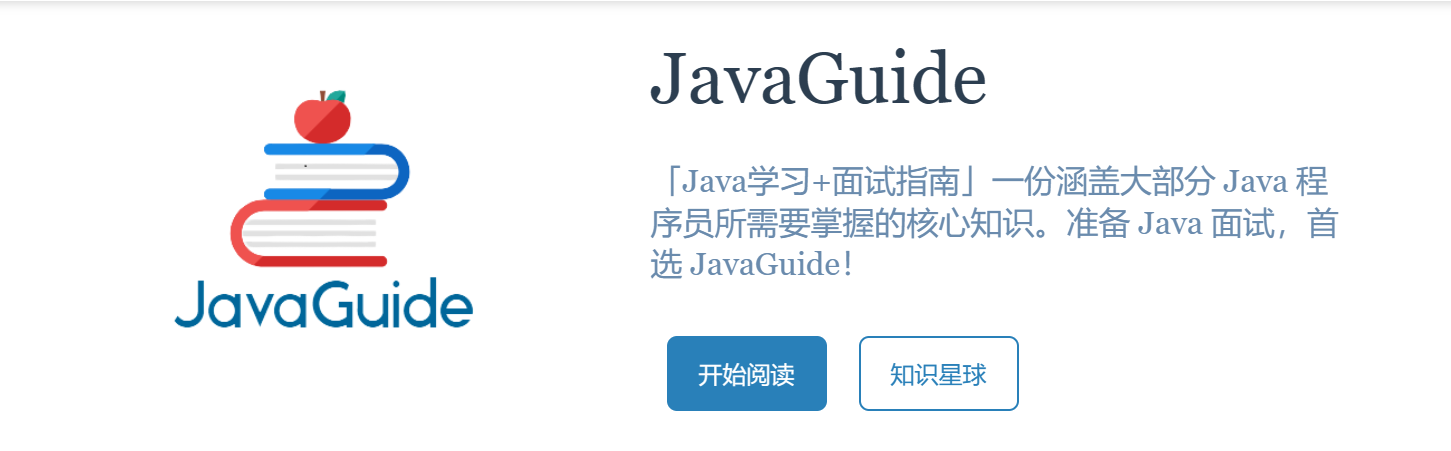 JavaGuide
JavaGuide
「Java学习+面试指南」一份涵盖大部分 Java 程
序员所需要掌握的核心知识。准备 Java 面试，首
选 JavaGuide！
开始阅读
知识星球